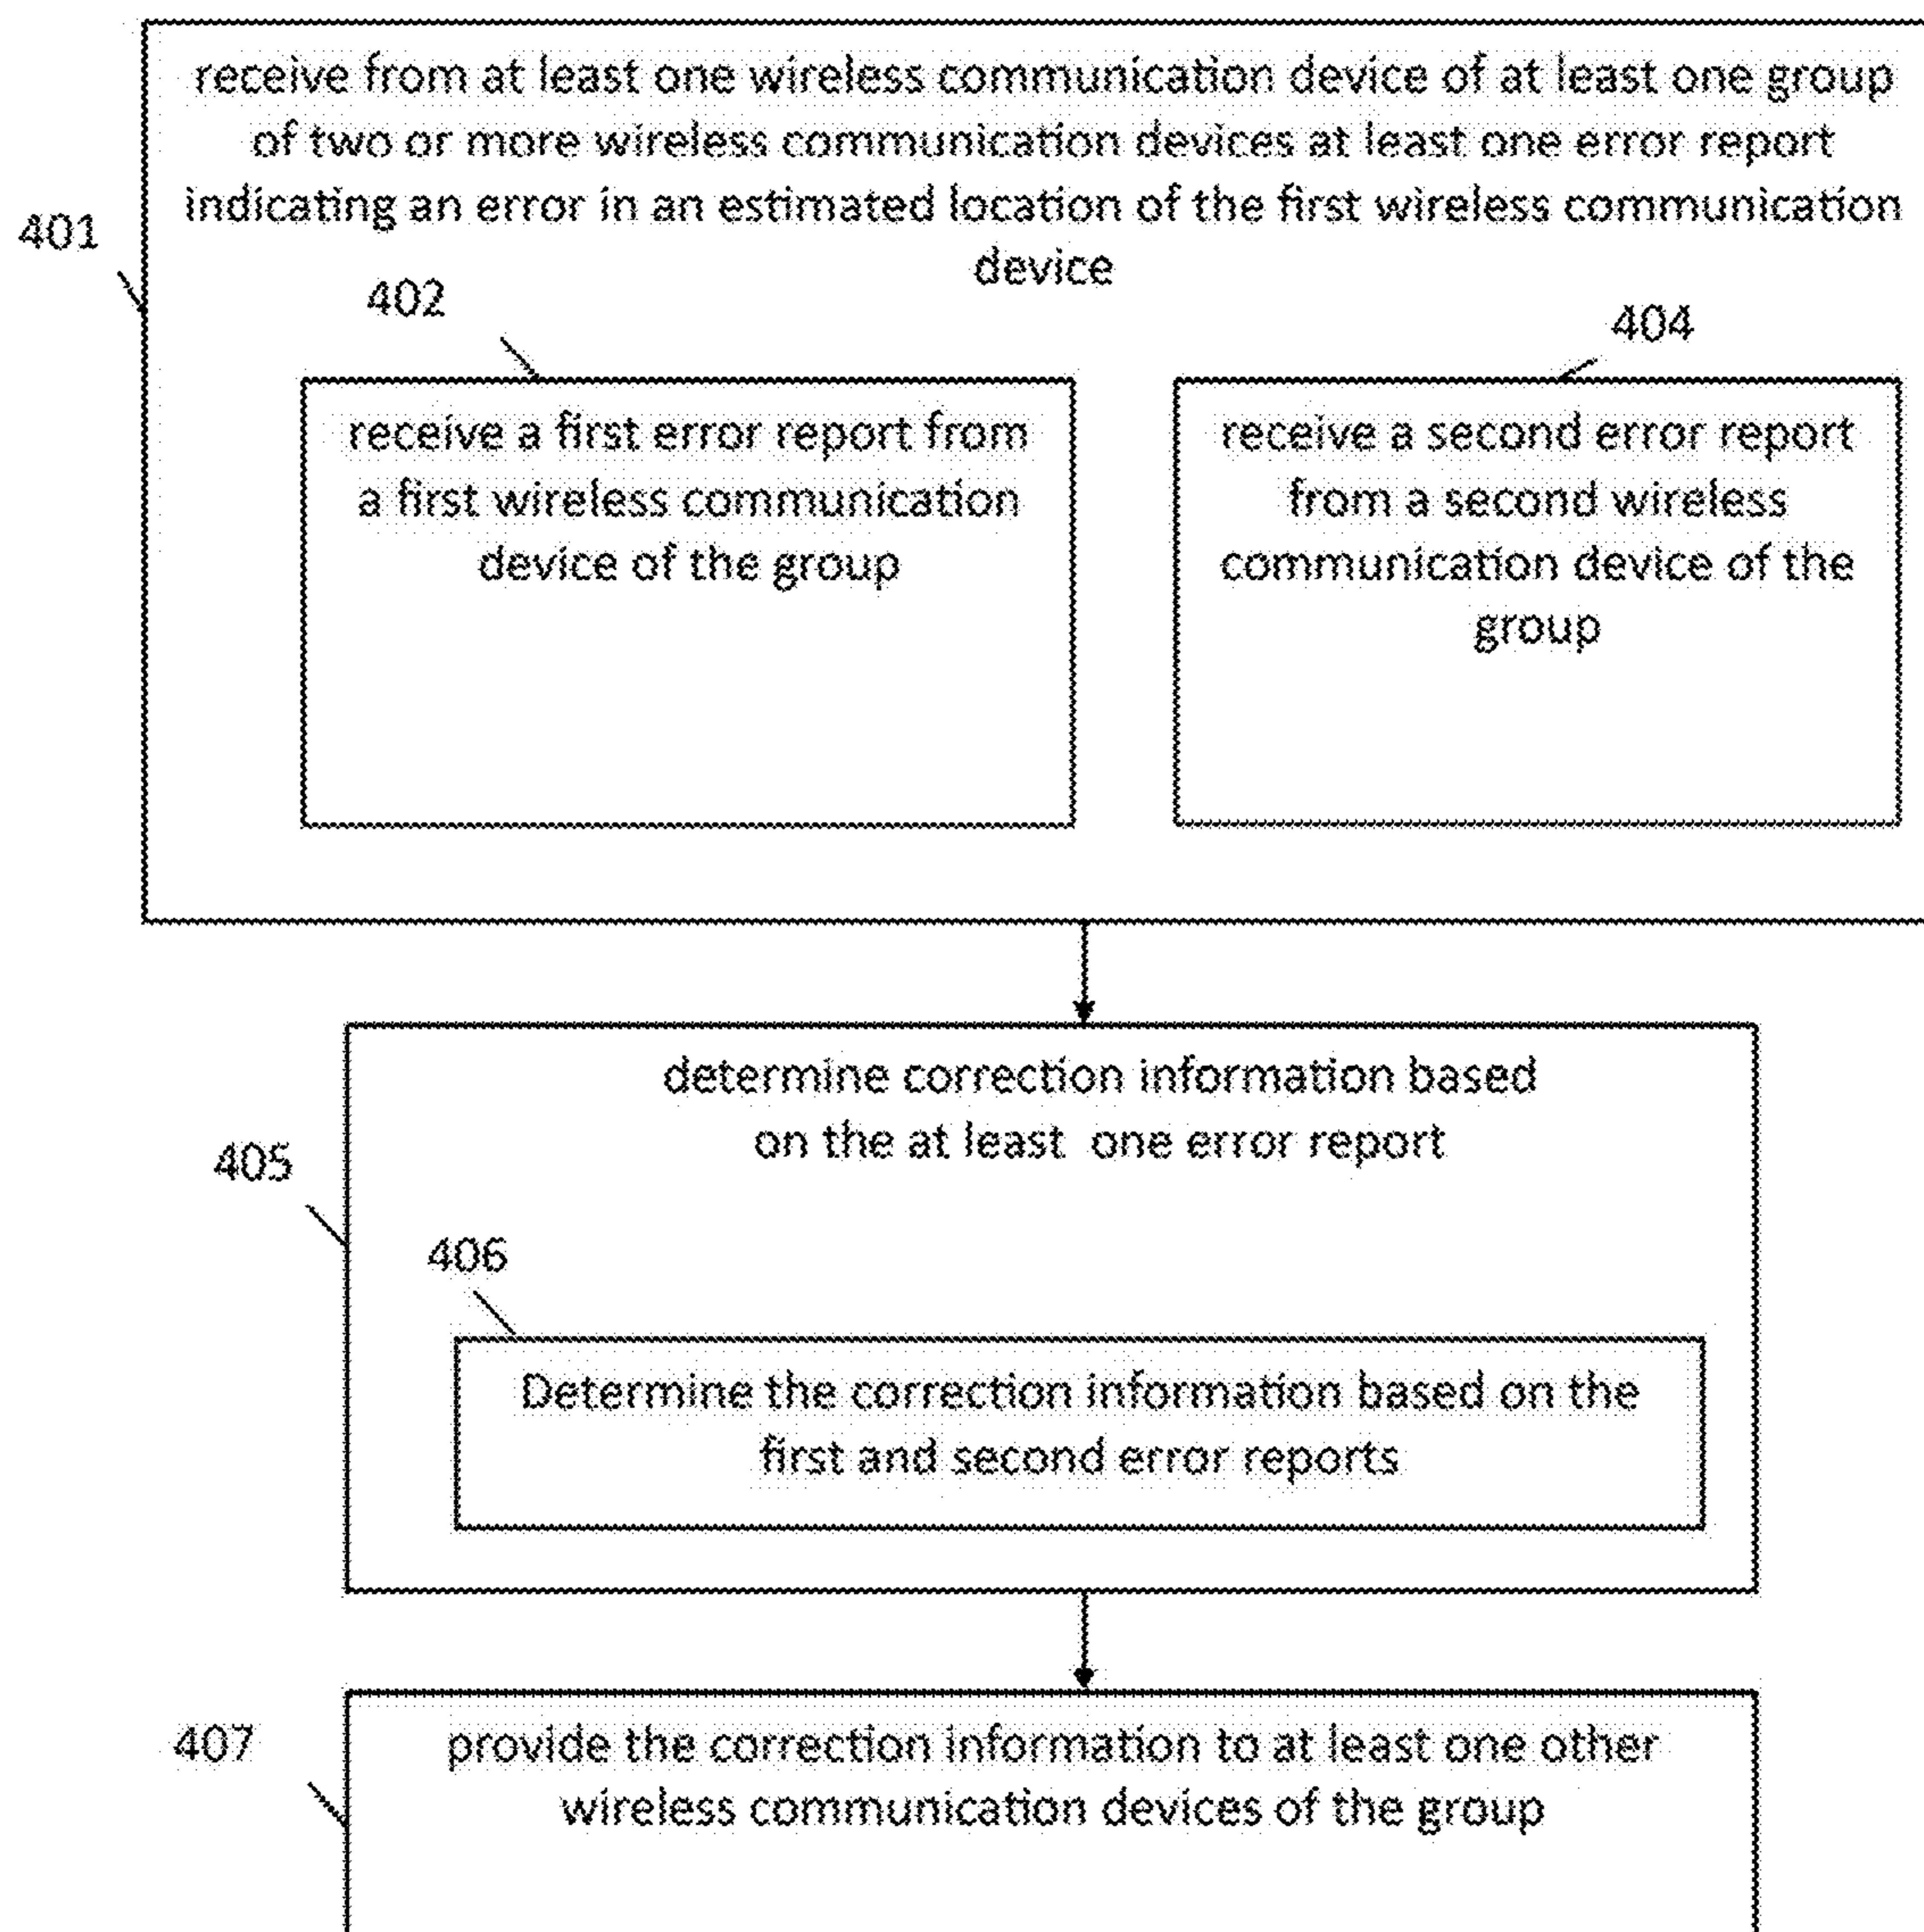 receive from at least one wireless communication device of at least one group
of two or more wireless communication devices at least one error report
indicating an error in an estimated location of the first wireless communication
device
401
402
404
receive a first error report from
a first wireless communication
device of the group
receive a second error report
from a second wireless
communication device of the
group
determine correction information based
on the at least one error report
405
406
Determine the correction information based on the
first and second error reports
407
provide the correction information to at least one other
wireless communication devices of the group